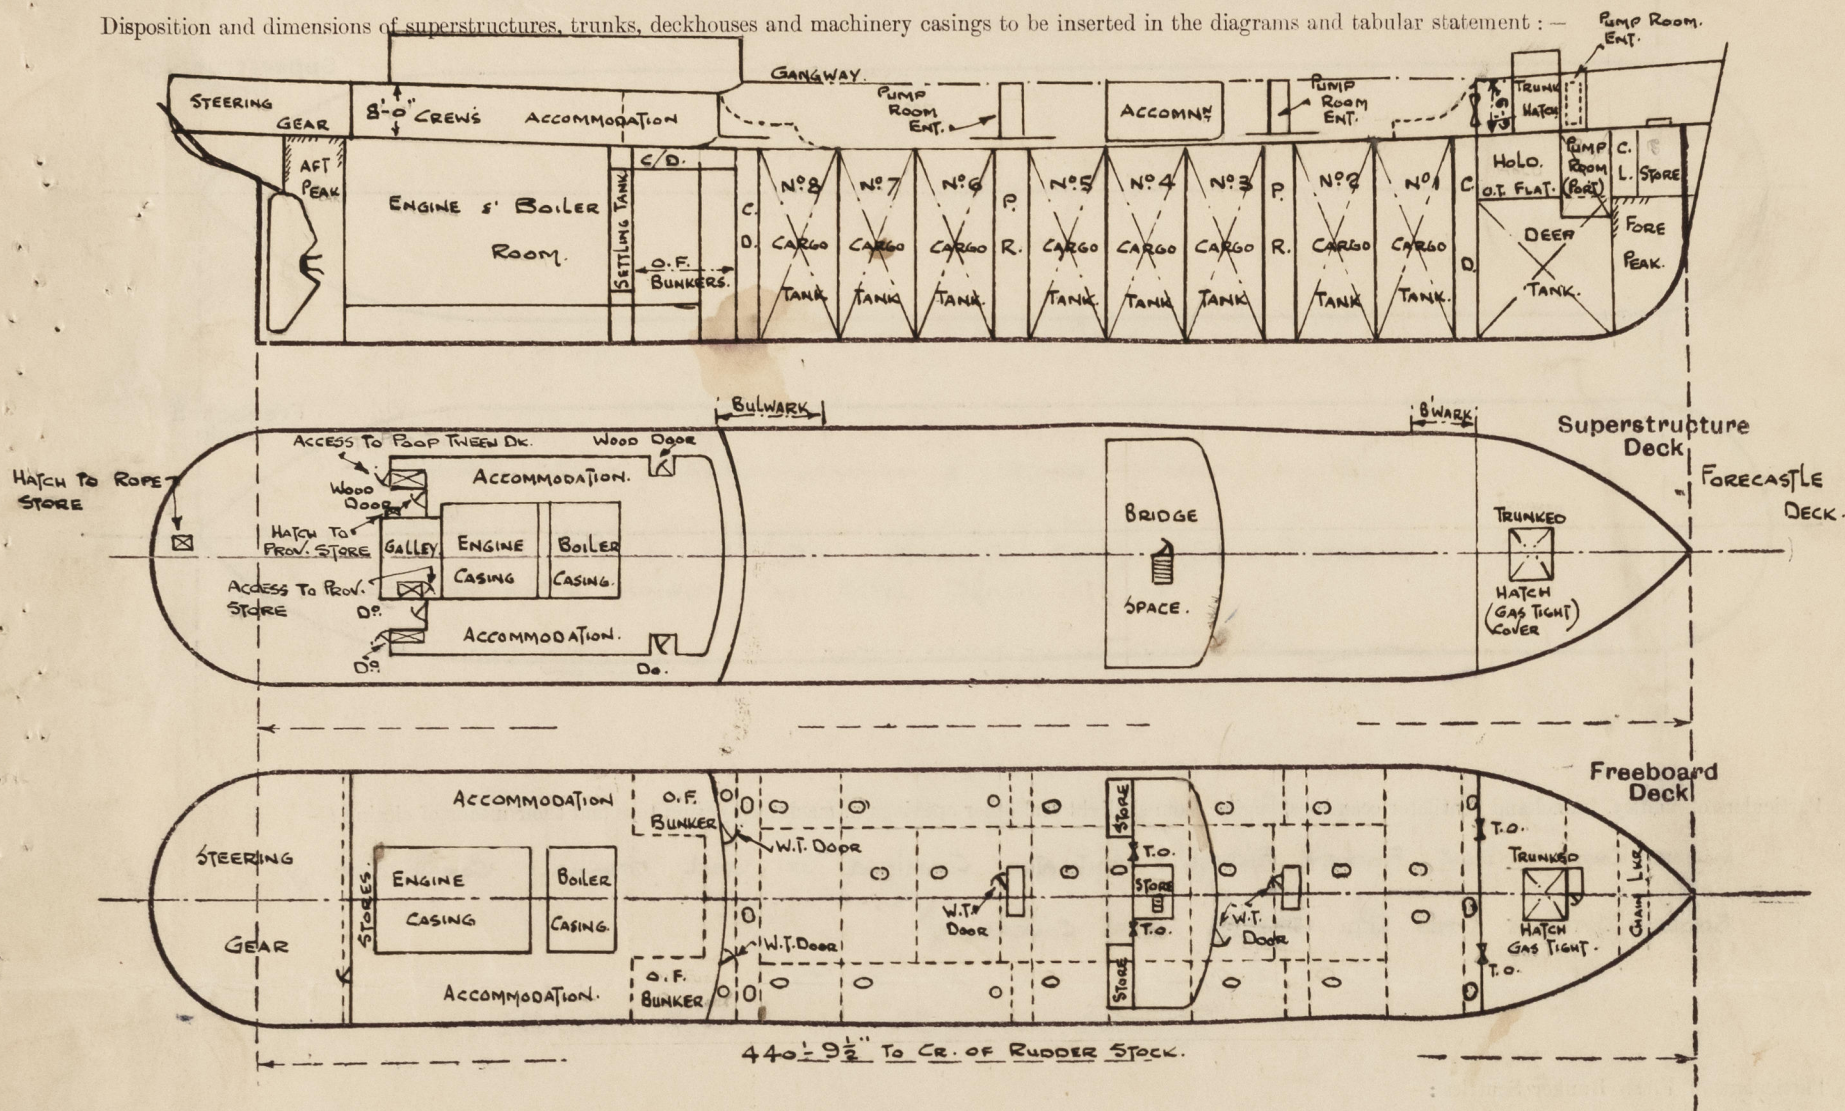 Disposition and dimensions of superstructures, trunks, deckhouses and machinery casings to be inserted in the diagrams and tabular statement : —
PUMP ROOM.
ENT.
GANGWAY.
STEERING
GEAR
8'-0"
CREW'S ACCOMMODATION
PUMP
ROOM
ENT.
ACCOMMN
PUMP
ROOM
ENT.
TRUNK
HATCH
AFT
PEAK
ENGINE & BOILER
ROOM.
SETTLING TANK
C/D.
O.F.
BUNKERS.
C.
D.
No. 8
CARGO
TANK
No. 7
CARGO
TANK
No. 6
CARGO
TANK
P.
R.
No. 5
CARGO
TANK
No. 4
CARGO
TANK
No. 3
CARGO
TANK
P.
R.
No. 2
CARGO
TANK
No. 1
CARGO
TANK
C.
D.
HOLD.
O.T. FLAT.
PUMP
ROOM
(PORT)
C.
L.
STORE
DEEP
TANK.
FORE
PEAK.
BULWARK
B'WARK
Superstructure
Deck
FORECASTLE
DECK.
ACCESS TO POOP TWEEN DK.
WOOD DOOR
HATCH TO ROPE
STORE
ACCOMMODATION.
WOOD
DOOR
HATCH TO
PROV. STORE
GALLEY
ENGINE
CASING
BOILER
CASING.
ACCESS TO PROV.
STORE
Do.
Do.
ACCOMMODATION.
Do.
BRIDGE
SPACE.
TRUNKED
HATCH
(GAS TIGHT)
COVER
Freeboard
Deck
STEERING
GEAR
STORES.
ACCOMMODATION
ENGINE
CASING
BOILER
CASING.
ACCOMMODATION.
O.F.
BUNKER
O.F.
BUNKER
W.T. DOOR
W.T. DOOR
W.T.
DOOR
STORE
T.O.
STORE
T.O.
STORE
W.T.
DOOR
T.O.
T.O.
TRUNKED
HATCH
GAS TIGHT.
CHAIN LKR
440'-9½" TO CR. OF RUDDER STOCK.